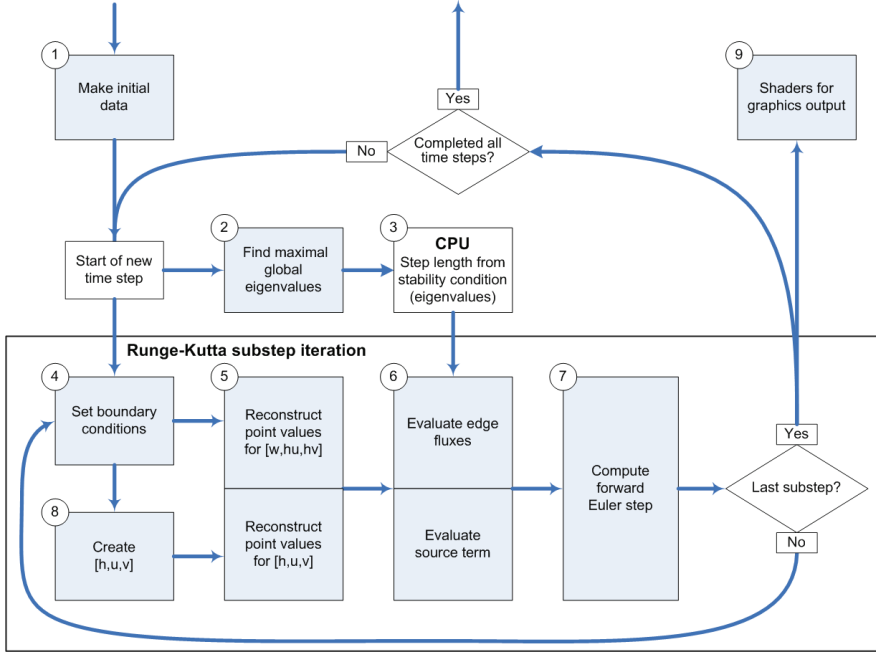 1
Make initial
data
Yes
Completed all
time steps?
No
9
Shaders for
graphics output
Start of new
time step
2
Find maximal
global
eigenvalues
3
CPU
Step length from
stability condition
(eigenvalues)
Runge-Kutta substep iteration
4
Set boundary
conditions
5
Reconstruct
point values
for [w,hu,hv]
6
Evaluate edge
fluxes
7
Compute
forward
Euler step
Yes
Last substep?
No
8
Create
[h,u,v]
Reconstruct
point values
for [h,u,v]
Evaluate
source term